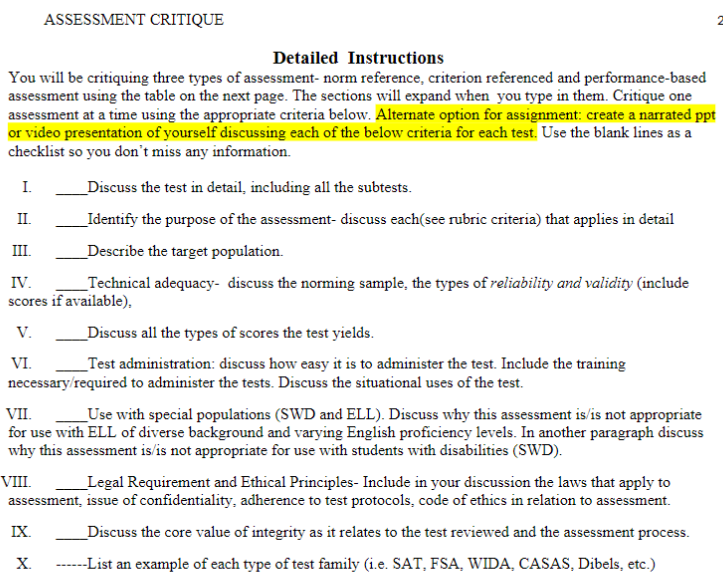 ASSESSMENT CRITIQUE 2
Detailed Instructions
You will be critiquing three types of assessment- norm reference, criterion referenced and performance-based
assessment using the table on the next page. The sections will expand when you type in them. Critique one
assessment at a time using the appropriate criteria below. Alternate option for assignment: create a narrated ppt
or video presentation of yourself discussing each of the below criteria for each test. Use the blank lines as a
checklist so you don't miss any information.
I. ____Discuss the test in detail, including all the subtests.
II. ____Identify the purpose of the assessment- discuss each(see rubric criteria) that applies in detail
III. ____Describe the target population.
IV. ____Technical adequacy- discuss the norming sample, the types of reliability and validity (include
scores if available),
V. ____Discuss all the types of scores the test yields.
VI. ____Test administration: discuss how easy it is to administer the test. Include the training
necessary/required to administer the tests. Discuss the situational uses of the test.
VII. ____Use with special populations (SWD and ELL). Discuss why this assessment is/is not appropriate
for use with ELL of diverse background and varying English proficiency levels. In another paragraph discuss
why this assessment is/is not appropriate for use with students with disabilities (SWD).
VIII. ____Legal Requirement and Ethical Principles- Include in your discussion the laws that apply to
assessment, issue of confidentiality, adherence to test protocols, code of ethics in relation to assessment.
IX. ____Discuss the core value of integrity as it relates to the test reviewed and the assessment process.
X. ------List an example of each type of test family (i.e. SAT, FSA, WIDA, CASAS, Dibels, etc.)